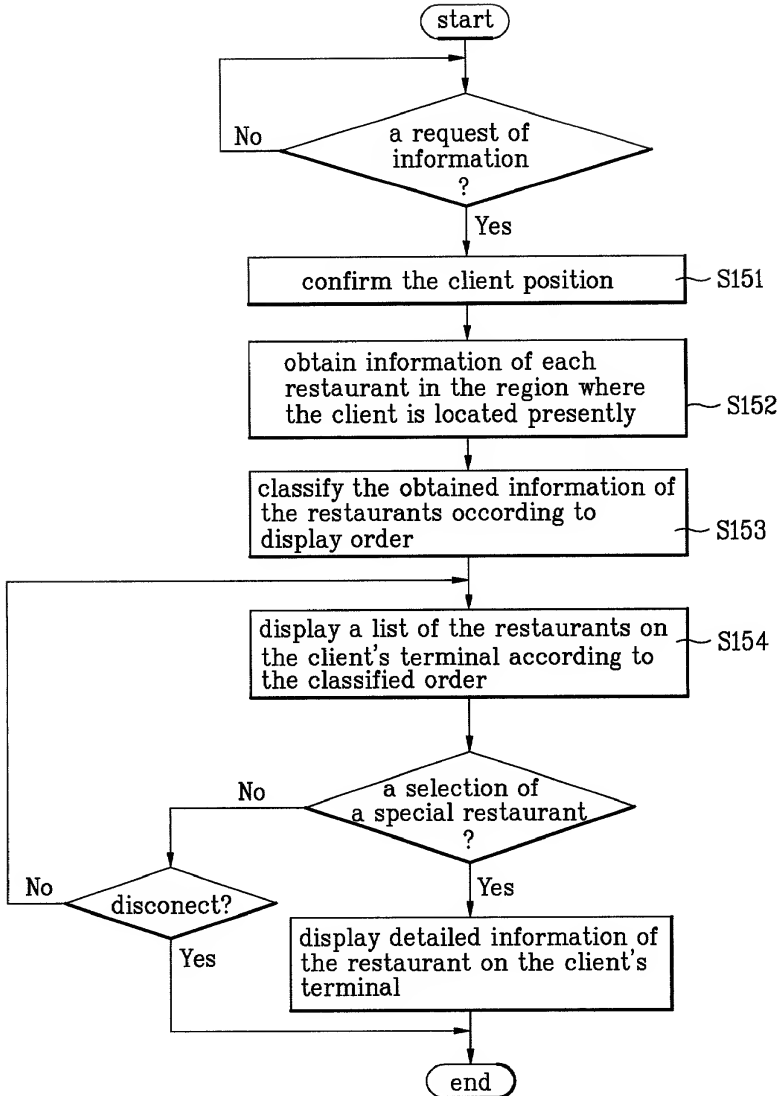 start
No
a request of
information
?
Yes
confirm the client position
S151
obtain information of each
restaurant in the region where
the client is located presently
S152
classify the obtained information of
the restaurants occording to
display order
S153
display a list of the restaurants on
the client's terminal according to
the classified order
S154
No
a selection of
a special restaurant
?
Yes
No
disconect?
Yes
display detailed information of
the restaurant on the client's
terminal
end